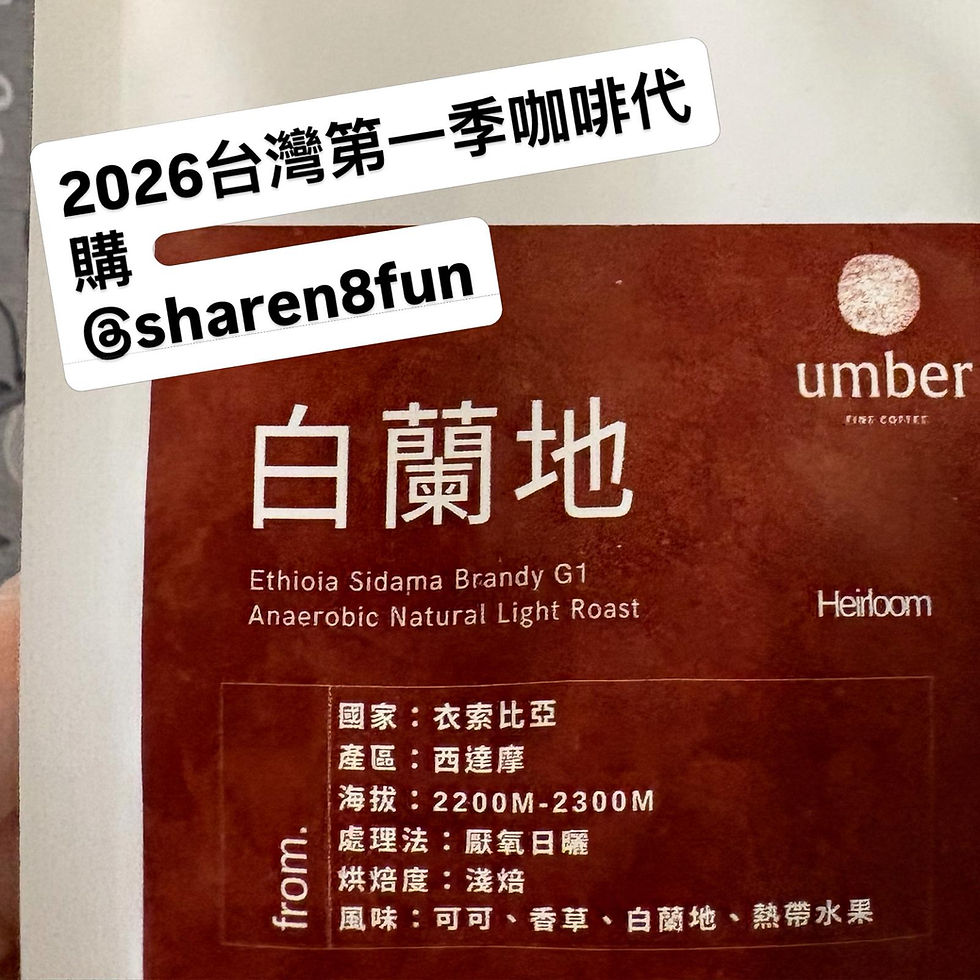 2026台灣第一季咖啡代
購
@sharen8fun
umber
FINE COFFEE
白蘭地
Ethioia Sidama Brandy G1
Anaerobic Natural Light Roast
Heirloom
from.
國家：衣索比亞
產區：西達摩
海拔：2200M-2300M
處理法：厭氧日曬
烘焙度：淺焙
風味：可可、香草、白蘭地、熱帶水果